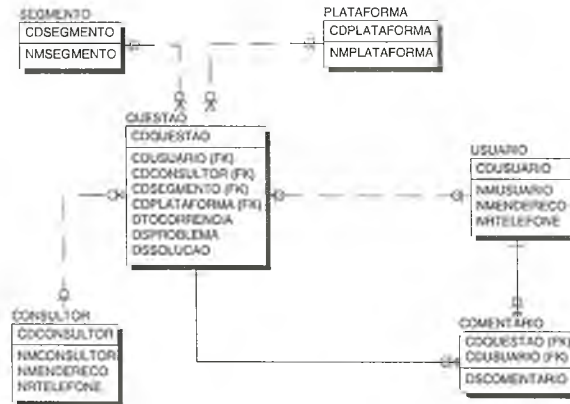 SEGMENTO
CDSEGMENTO
NMSEGMENTO
PLATAFORMA
CDPLATAFORMA
NMPLATAFORMA
QUESTAO
CDQUESTAO
CDUSUARIO (FK)
CDCONSULTOR (FK)
CDSEGMENTO (FK)
CDPLATAFORMA (FK)
DTOCORRENCIA
DSPROBLEMA
DSSOLUCAO
USUARIO
CDUSUARIO
NMUSUARIO
NMENDERECO
NRTELEFONE
CONSULTOR
CDCONSULTOR
NMCONSULTOR
NMENDERECO
NRTELEFONE
COMENTARIO
CDQUESTAO (FK)
CDUSUARIO (FK)
DSCOMENTARIO